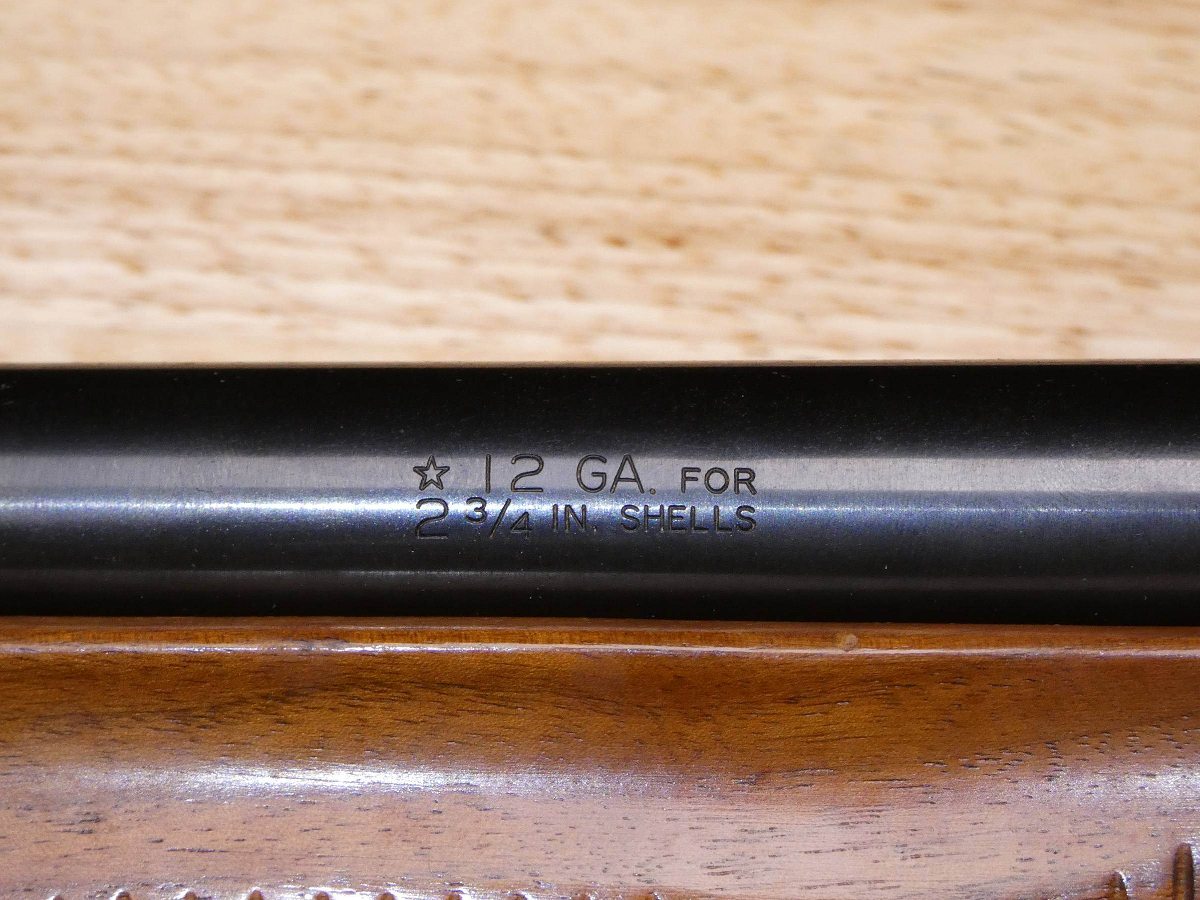 ☆ 12 GA. FOR
2 3/4 IN. SHELLS